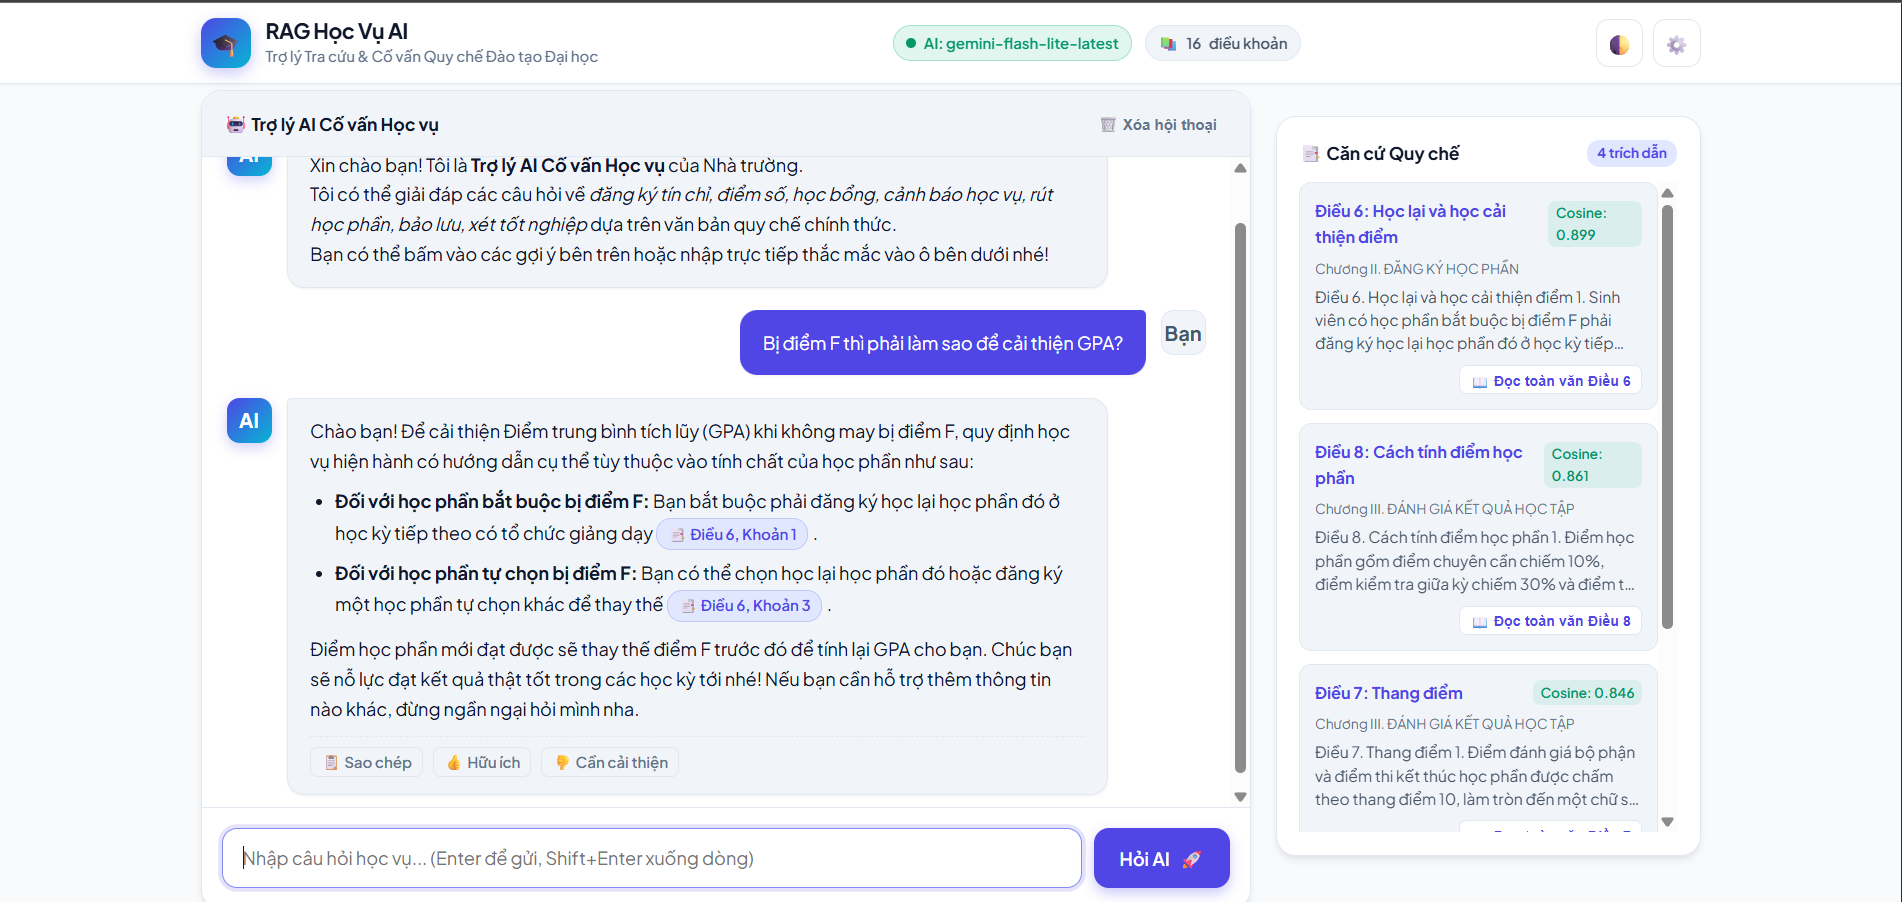 RAG Học Vụ AI
Trợ lý Tra cứu & Cố vấn Quy chế Đào tạo Đại học
AI: gemini-flash-lite-latest
16 điều khoản
Trợ lý AI Cố vấn Học vụ
Xóa hội thoại
AI
Xin chào bạn! Tôi là Trợ lý AI Cố vấn Học vụ của Nhà trường.
Tôi có thể giải đáp các câu hỏi về đăng ký tín chỉ, điểm số, học bổng, cảnh báo học vụ, rút
học phần, bảo lưu, xét tốt nghiệp dựa trên văn bản quy chế chính thức.
Bạn có thể bấm vào các gợi ý bên trên hoặc nhập trực tiếp thắc mắc vào ô bên dưới nhé!
Bị điểm F thì phải làm sao để cải thiện GPA?
Bạn
AI
Chào bạn! Để cải thiện Điểm trung bình tích lũy (GPA) khi không may bị điểm F, quy định học
vụ hiện hành có hướng dẫn cụ thể tùy thuộc vào tính chất của học phần như sau:
• Đối với học phần bắt buộc bị điểm F: Bạn bắt buộc phải đăng ký học lại học phần đó ở
học kỳ tiếp theo có tổ chức giảng dạy Điều 6, Khoản 1 .
• Đối với học phần tự chọn bị điểm F: Bạn có thể chọn học lại học phần đó hoặc đăng ký
một học phần tự chọn khác để thay thế Điều 6, Khoản 3 .
Điểm học phần mới đạt được sẽ thay thế điểm F trước đó để tính lại GPA cho bạn. Chúc bạn
sẽ nỗ lực đạt kết quả thật tốt trong các học kỳ tới nhé! Nếu bạn cần hỗ trợ thêm thông tin
nào khác, đừng ngần ngại hỏi mình nha.
Sao chép
Hữu ích
Cần cải thiện
Nhập câu hỏi học vụ... (Enter để gửi, Shift+Enter xuống dòng)
Hỏi AI
Căn cứ Quy chế
4 trích dẫn
Điều 6: Học lại và học cải
thiện điểm
Cosine:
0.899
Chương II. ĐĂNG KÝ HỌC PHẦN
Điều 6. Học lại và học cải thiện điểm 1. Sinh
viên có học phần bắt buộc bị điểm F phải
đăng ký học lại học phần đó ở học kỳ tiếp...
Đọc toàn văn Điều 6
Điều 8: Cách tính điểm học
phần
Cosine:
0.861
Chương III. ĐÁNH GIÁ KẾT QUẢ HỌC TẬP
Điều 8. Cách tính điểm học phần 1. Điểm học
phần gồm điểm chuyên cần chiếm 10%,
điểm kiểm tra giữa kỳ chiếm 30% và điểm t...
Đọc toàn văn Điều 8
Điều 7: Thang điểm
Cosine: 0.846
Chương III. ĐÁNH GIÁ KẾT QUẢ HỌC TẬP
Điều 7. Thang điểm 1. Điểm đánh giá bộ phận
và điểm thi kết thúc học phần được chấm
theo thang điểm 10, làm tròn đến một chữ s...